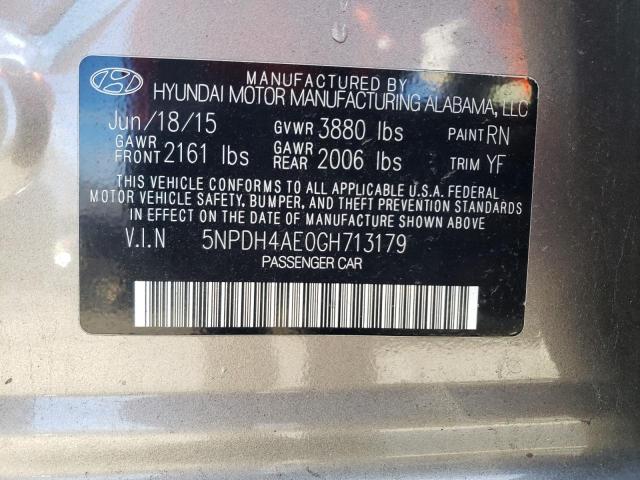 MANUFACTURED BY
HYUNDAI MOTOR MANUFACTURING ALABAMA, LLC
Jun/18/15 GVWR 3880 lbs PAINT RN
GAWR FRONT 2161 lbs GAWR REAR 2006 lbs TRIM YF
THIS VEHICLE CONFORMS TO ALL APPLICABLE U.S.A. FEDERAL
MOTOR VEHICLE SAFETY, BUMPER, AND THEFT PREVENTION STANDARDS
IN EFFECT ON THE DATE OF MANUFACTURE SHOWN ABOVE
V.I.N 5NPDH4AE0GH713179
PASSENGER CAR